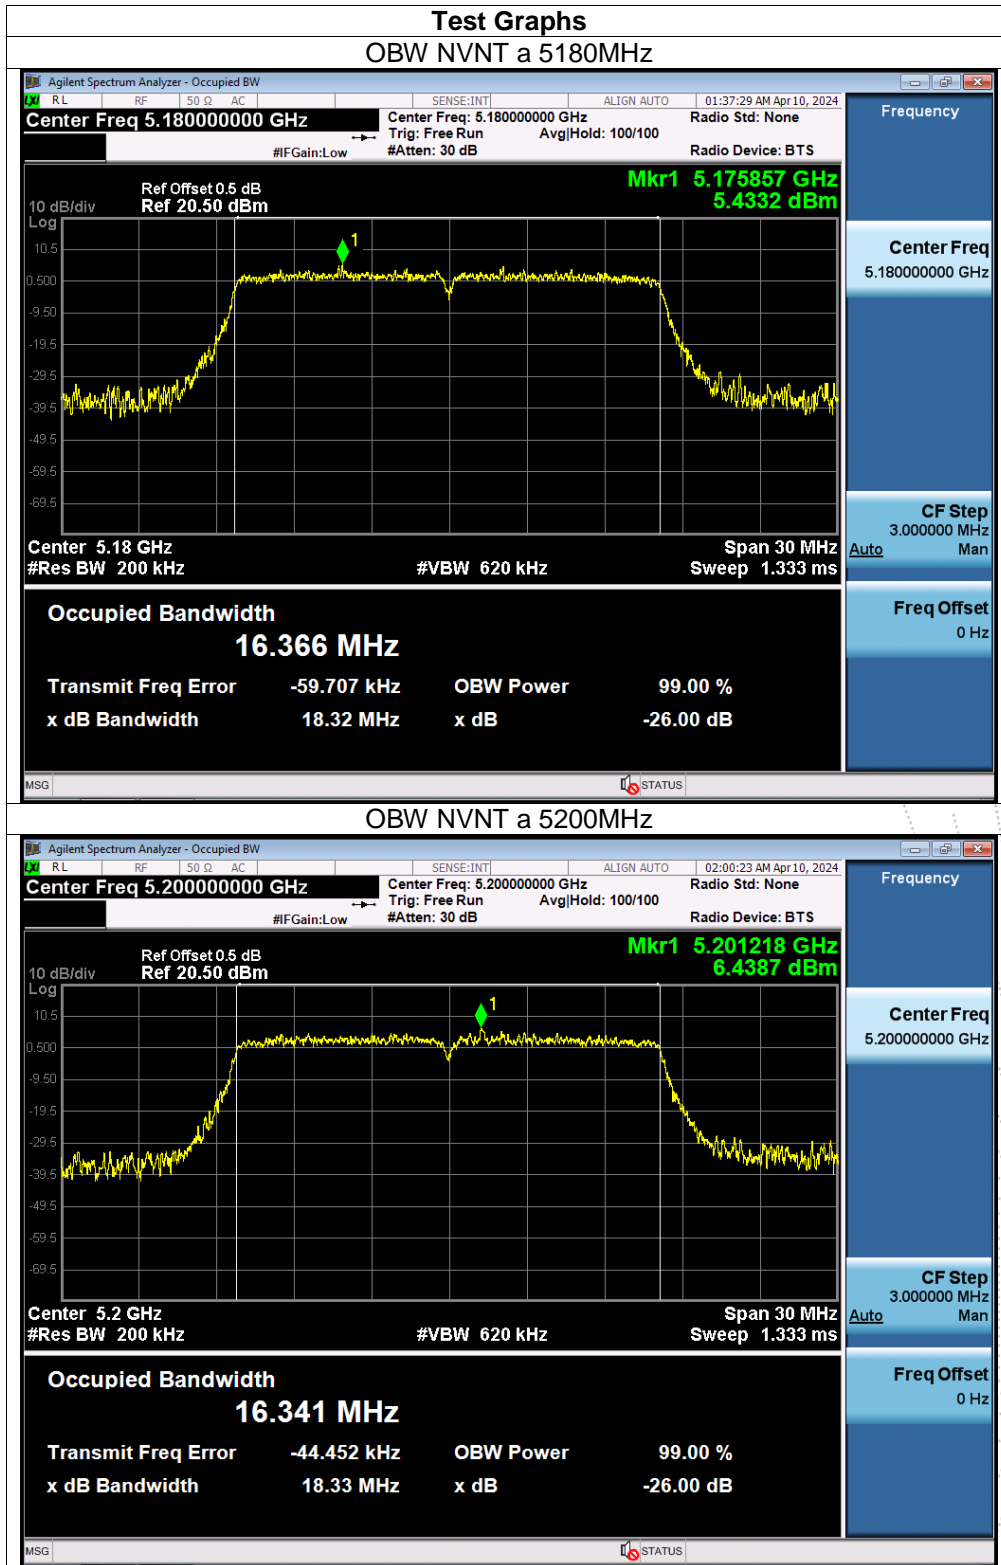 Test Graphs
OBW NVNT a 5180MHz
Agilent Spectrum Analyzer - Occupied BW
LXI RL RF 50 Ω AC SENSE:INT ALIGN AUTO 01:37:29 AM Apr 10, 2024
Center Freq 5.180000000 GHz Center Freq: 5.180000000 GHz Radio Std: None Frequency
Trig: Free Run Avg|Hold: 100/100
#IFGain:Low #Atten: 30 dB Radio Device: BTS
Mkr1 5.175857 GHz
5.4332 dBm
Ref Offset 0.5 dB
10 dB/div Ref 20.50 dBm
Log
1
10.5
0.500
-9.50
-19.5
-29.5
-39.5
-49.5
-59.5
-69.5
Center Freq
5.180000000 GHz
Center 5.18 GHz Span 30 MHz
#Res BW 200 kHz #VBW 620 kHz Sweep 1.333 ms
CF Step
3.000000 MHz
Auto Man
Freq Offset
0 Hz
Occupied Bandwidth
16.366 MHz
Transmit Freq Error -59.707 kHz OBW Power 99.00 %
x dB Bandwidth 18.32 MHz x dB -26.00 dB
MSG STATUS
OBW NVNT a 5200MHz
Agilent Spectrum Analyzer - Occupied BW
LXI RL RF 50 Ω AC SENSE:INT ALIGN AUTO 02:00:23 AM Apr 10, 2024
Center Freq 5.200000000 GHz Center Freq: 5.200000000 GHz Radio Std: None Frequency
Trig: Free Run Avg|Hold: 100/100
#IFGain:Low #Atten: 30 dB Radio Device: BTS
Mkr1 5.201218 GHz
6.4387 dBm
Ref Offset 0.5 dB
10 dB/div Ref 20.50 dBm
Log
1
10.5
0.500
-9.50
-19.5
-29.5
-39.5
-49.5
-59.5
-69.5
Center Freq
5.200000000 GHz
Center 5.2 GHz Span 30 MHz
#Res BW 200 kHz #VBW 620 kHz Sweep 1.333 ms
CF Step
3.000000 MHz
Auto Man
Freq Offset
0 Hz
Occupied Bandwidth
16.341 MHz
Transmit Freq Error -44.452 kHz OBW Power 99.00 %
x dB Bandwidth 18.33 MHz x dB -26.00 dB
MSG STATUS